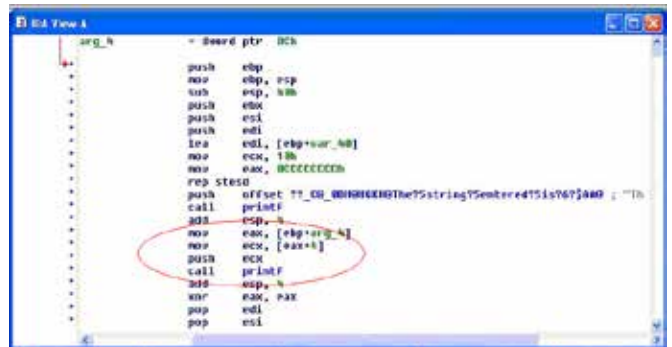 IDA View-A
arg_4 = dword ptr 0Ch
push ebp
mov ebp, esp
sub esp, 40h
push ebx
push esi
push edi
lea edi, [ebp+var_40]
mov ecx, 10h
mov eax, 0CCCCCCCCh
rep stosd
push offset ; "Th
call printf
add esp, 4
mov eax, [ebp+arg_4]
mov ecx, [eax+4]
push ecx
call printf
add esp, 4
xor eax, eax
pop edi
pop esi